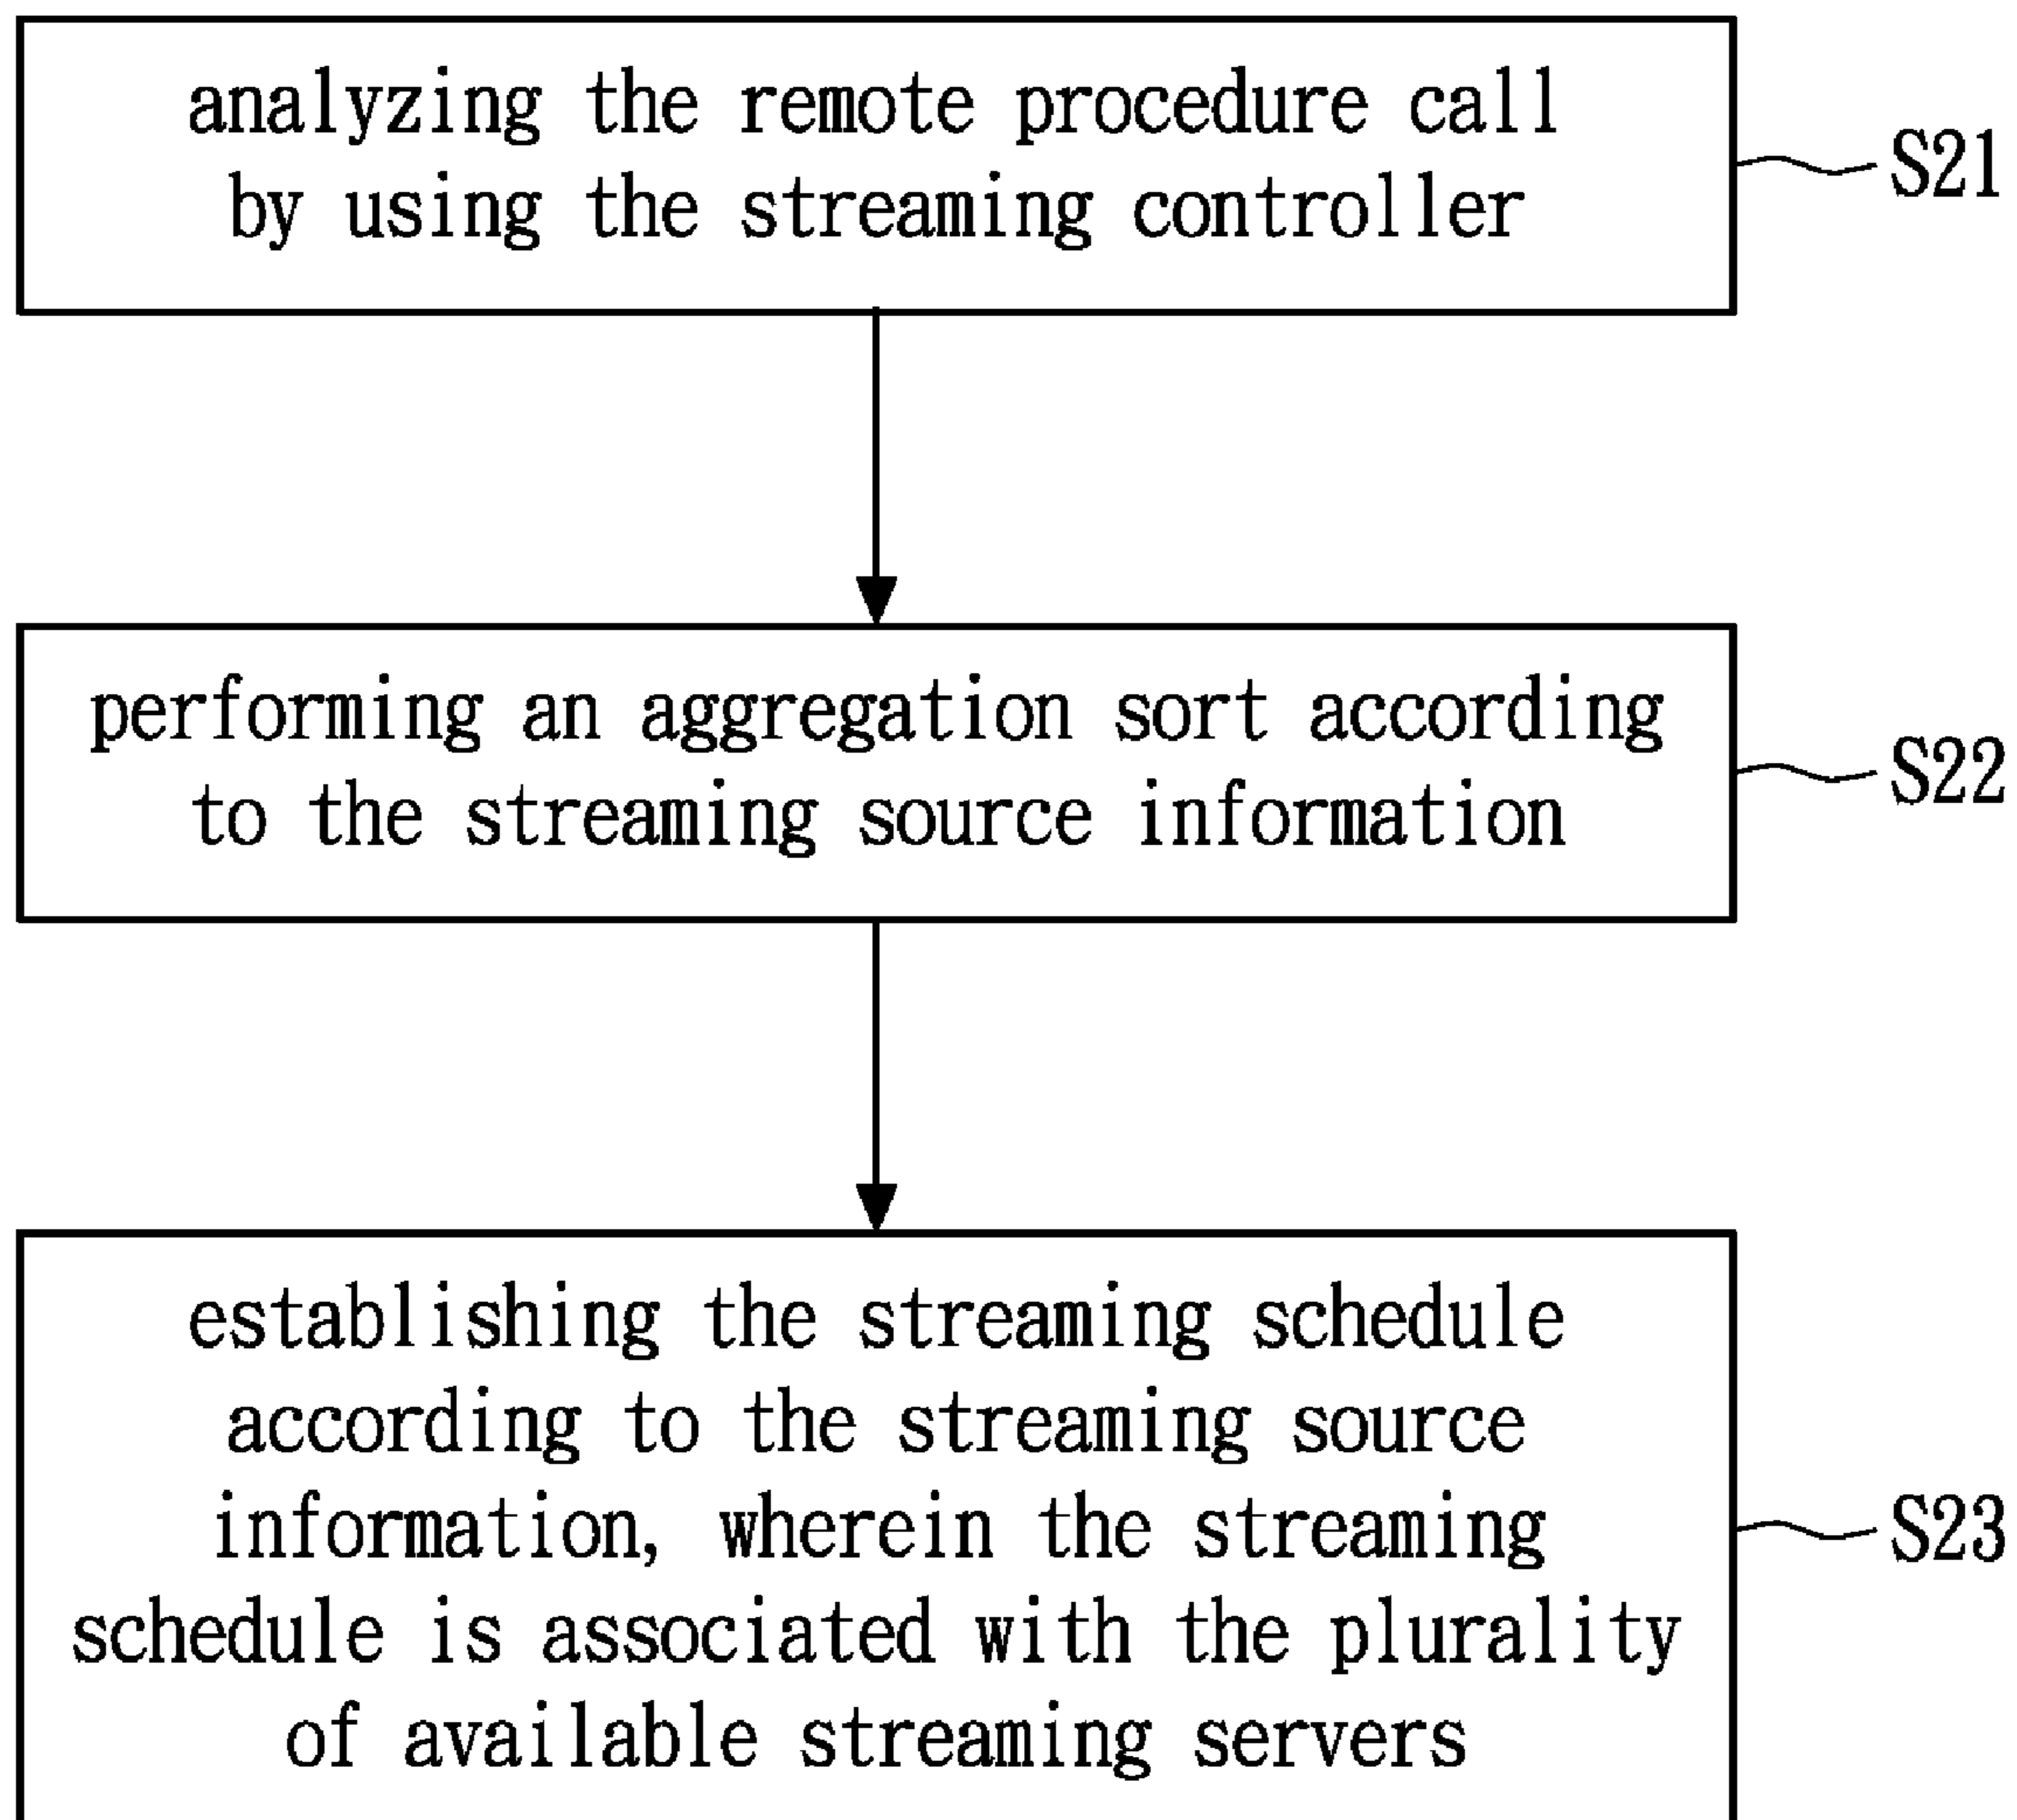 analyzing the remote procedure call
by using the streaming controller
S21
performing an aggregation sort according
to the streaming source information
S22
establishing the streaming schedule
according to the streaming source
information, wherein the streaming
schedule is associated with the plurality
of available streaming servers
S23